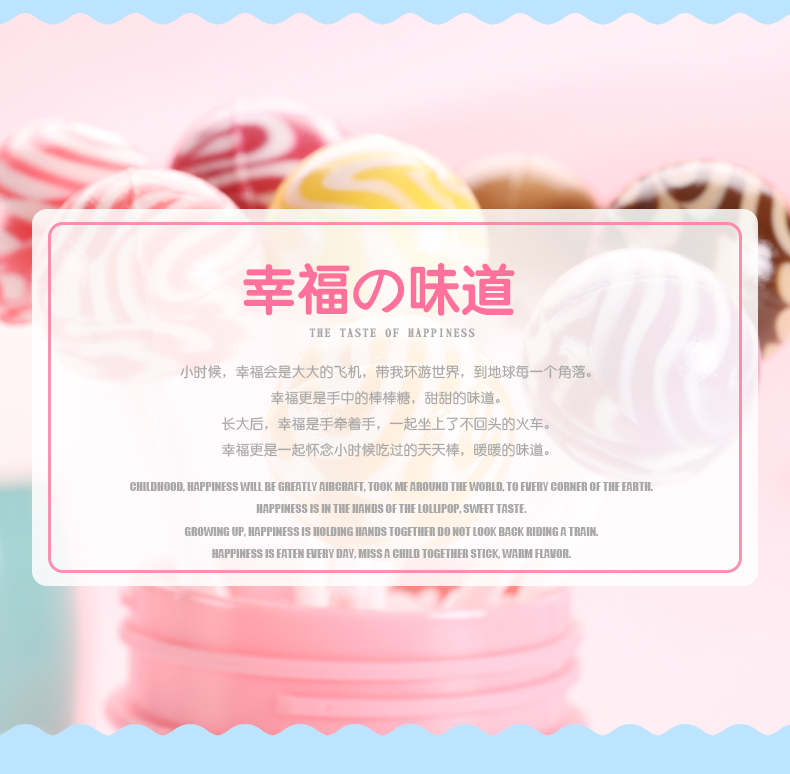 幸福の味道
THE TASTE OF HAPPINESS
小时候，幸福会是大大的飞机，带我环游世界，到地球每一个角落。
幸福更是手中的棒棒糖，甜甜的味道。
长大后，幸福是手牵着手，一起坐上了不回头的火车。
幸福更是一起怀念小时候吃过的天天棒，暖暖的味道。
CHILDHOOD, HAPPINESS WILL BE GREATLY AIRCRAFT, TOOK ME AROUND THE WORLD, TO EVERY CORNER OF THE EARTH.
HAPPINESS IS IN THE HANDS OF THE LOLLIPOP, SWEET TASTE.
GROWING UP, HAPPINESS IS HOLDING HANDS TOGETHER DO NOT LOOK BACK RIDING A TRAIN.
HAPPINESS IS EATEN EVERY DAY, MISS A CHILD TOGETHER STICK, WARM FLAVOR.